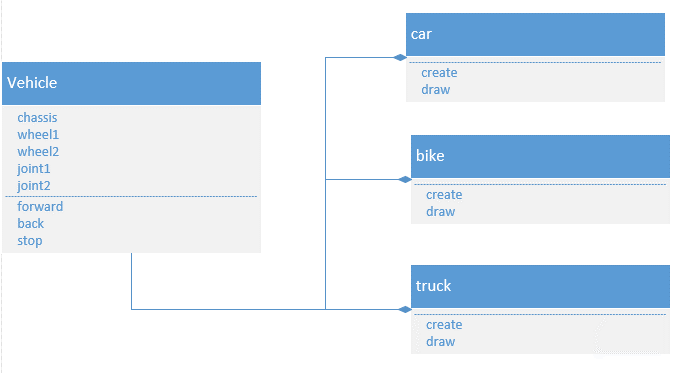 Vehicle
chassis
wheel1
wheel2
joint1
joint2
forward
back
stop
car
create
draw
bike
create
draw
truck
create
draw